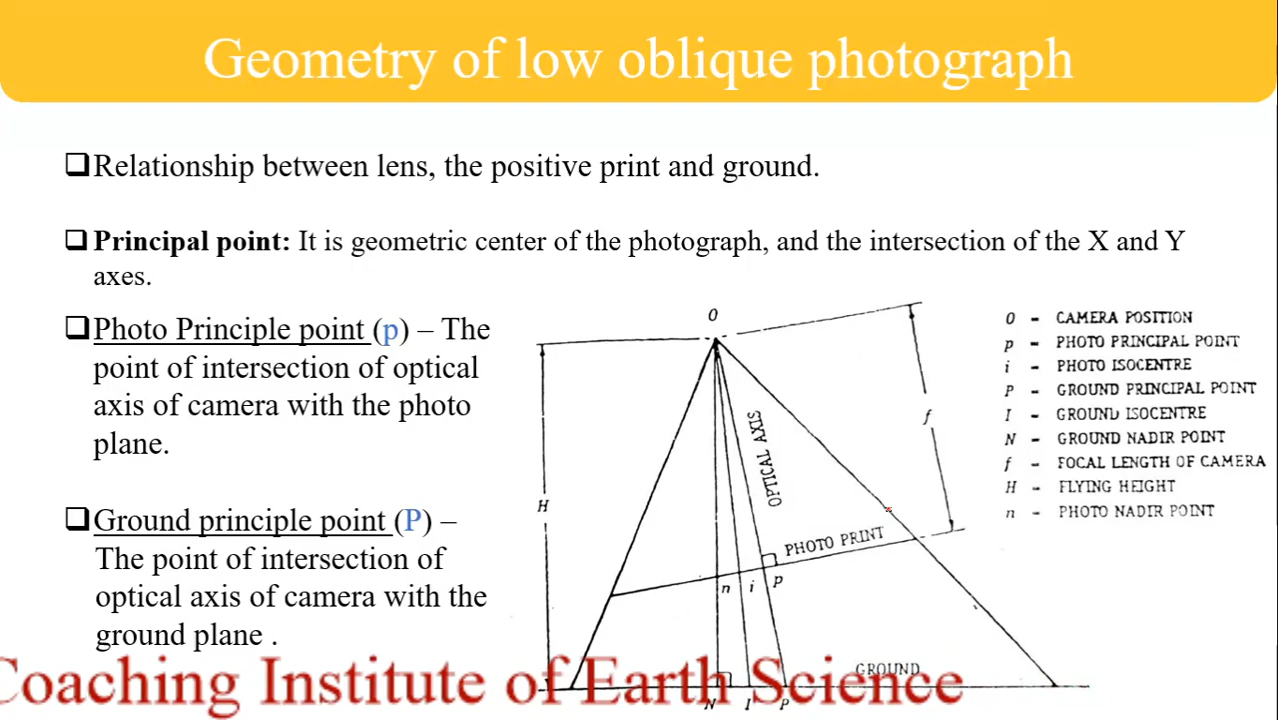 Geometry of low oblique photograph
Relationship between lens, the positive print and ground.
Principal point: It is geometric center of the photograph, and the intersection of the X and Y
axes.
Photo Principle point (p) – The
point of intersection of optical
axis of camera with the photo
plane.
Ground principle point (P) –
The point of intersection of
optical axis of camera with the
ground plane .
O
H
OPTICAL AXIS
f
PHOTO PRINT
n i p
GROUND
N I P
O - CAMERA POSITION
p - PHOTO PRINCIPAL POINT
i - PHOTO ISOCENTRE
P - GROUND PRINCIPAL POINT
I - GROUND ISOCENTRE
N - GROUND NADIR POINT
f - FOCAL LENGTH OF CAMERA
H - FLYING HEIGHT
n - PHOTO NADIR POINT
Coaching Institute of Earth Science